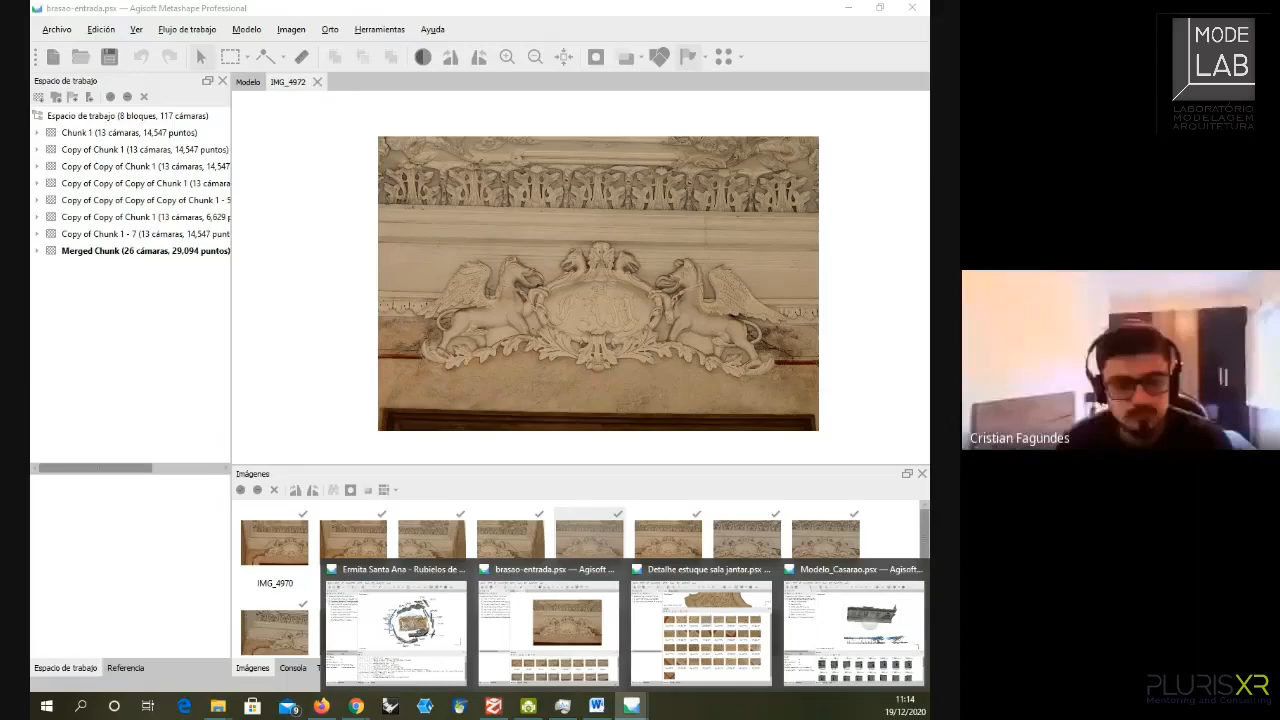 brasao-entrada.psx — Agisoft Metashape Professional
Archivo Edición Ver Flujo de trabajo Modelo Imagen Orto Herramientas Ayuda
Espacio de trabajo
Modelo IMG_4972
Espacio de trabajo (8 bloques, 117 cámaras)
Chunk 1 (13 cámaras, 14,547 puntos)
Copy of Chunk 1 (13 cámaras, 14,547 punt
Copy of Copy of Chunk 1 (13 cámaras, 14,547
Copy of Copy of Copy of Chunk 1 (13 cámara
Copy of Copy of Copy of Copy of Chunk 1 - 5
Copy of Copy of Chunk 1 (13 cámaras, 6,629 p
Copy of Chunk 1 - 7 (13 cámaras, 14,547 punt
Merged Chunk (26 cámaras, 29,094 puntos)
Imágenes
IMG_4970
Ermita Santa Ana - Rubielos de ...
brasao-entrada.psx — Agisoft ...
Detalhe estuque sala jantar.psx ...
Modelo_Casarao.psx — Agisoft...
Espacio de trabajo Referencia
Imágenes Consola T
11:14
19/12/2020
MODE
LAB
LABORATÓRIO
MODELAGEM
ARQUITETURA
Cristian Fagundes
PLURISXR
Mentoring and Consulting